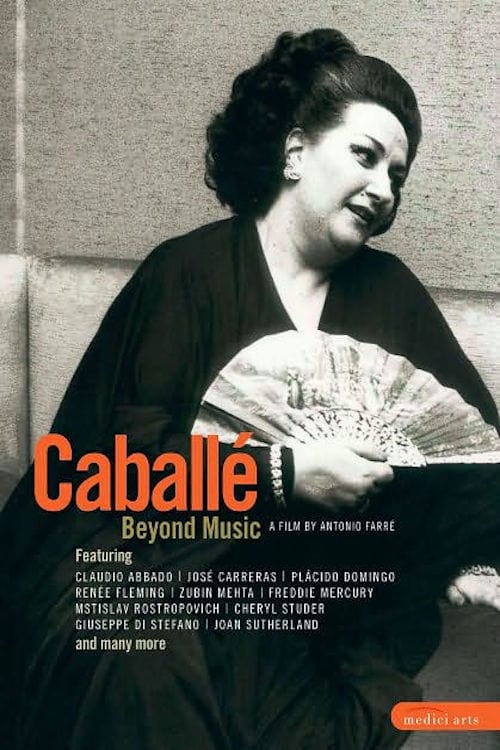 Caballé
Beyond Music A FILM BY ANTONIO FARRÉ
Featuring
CLAUDIO ABBADO | JOSÉ CARRERAS | PLÁCIDO DOMINGO
RENÉE FLEMING | ZUBIN MEHTA | FREDDIE MERCURY
MSTISLAV ROSTROPOVICH | CHERYL STUDER
GIUSEPPE DI STEFANO | JOAN SUTHERLAND
and many more
medici arts